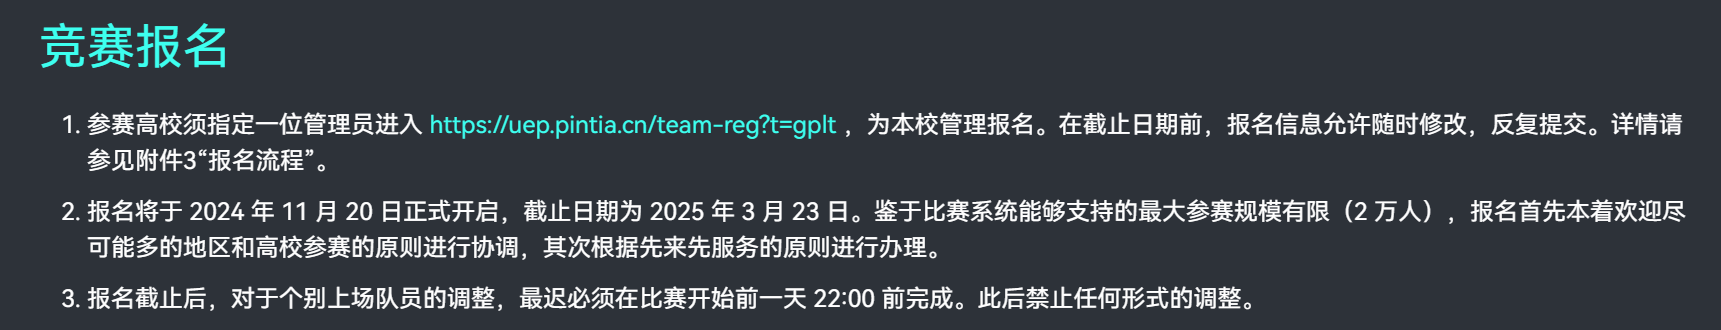 竞赛报名
1. 参赛高校须指定一位管理员进入 https://uep.pintia.cn/team-reg?t=gplt ，为本校管理报名。在截止日期前，报名信息允许随时修改，反复提交。详情请
参见附件3“报名流程”。
2. 报名将于 2024 年 11 月 20 日正式开启，截止日期为 2025 年 3 月 23 日。鉴于比赛系统能够支持的最大参赛规模有限（2 万人），报名首先本着欢迎尽
可能多的地区和高校参赛的原则进行协调，其次根据先来先服务的原则进行办理。
3. 报名截止后，对于个别上场队员的调整，最迟必须在比赛开始前一天 22:00 前完成。此后禁止任何形式的调整。